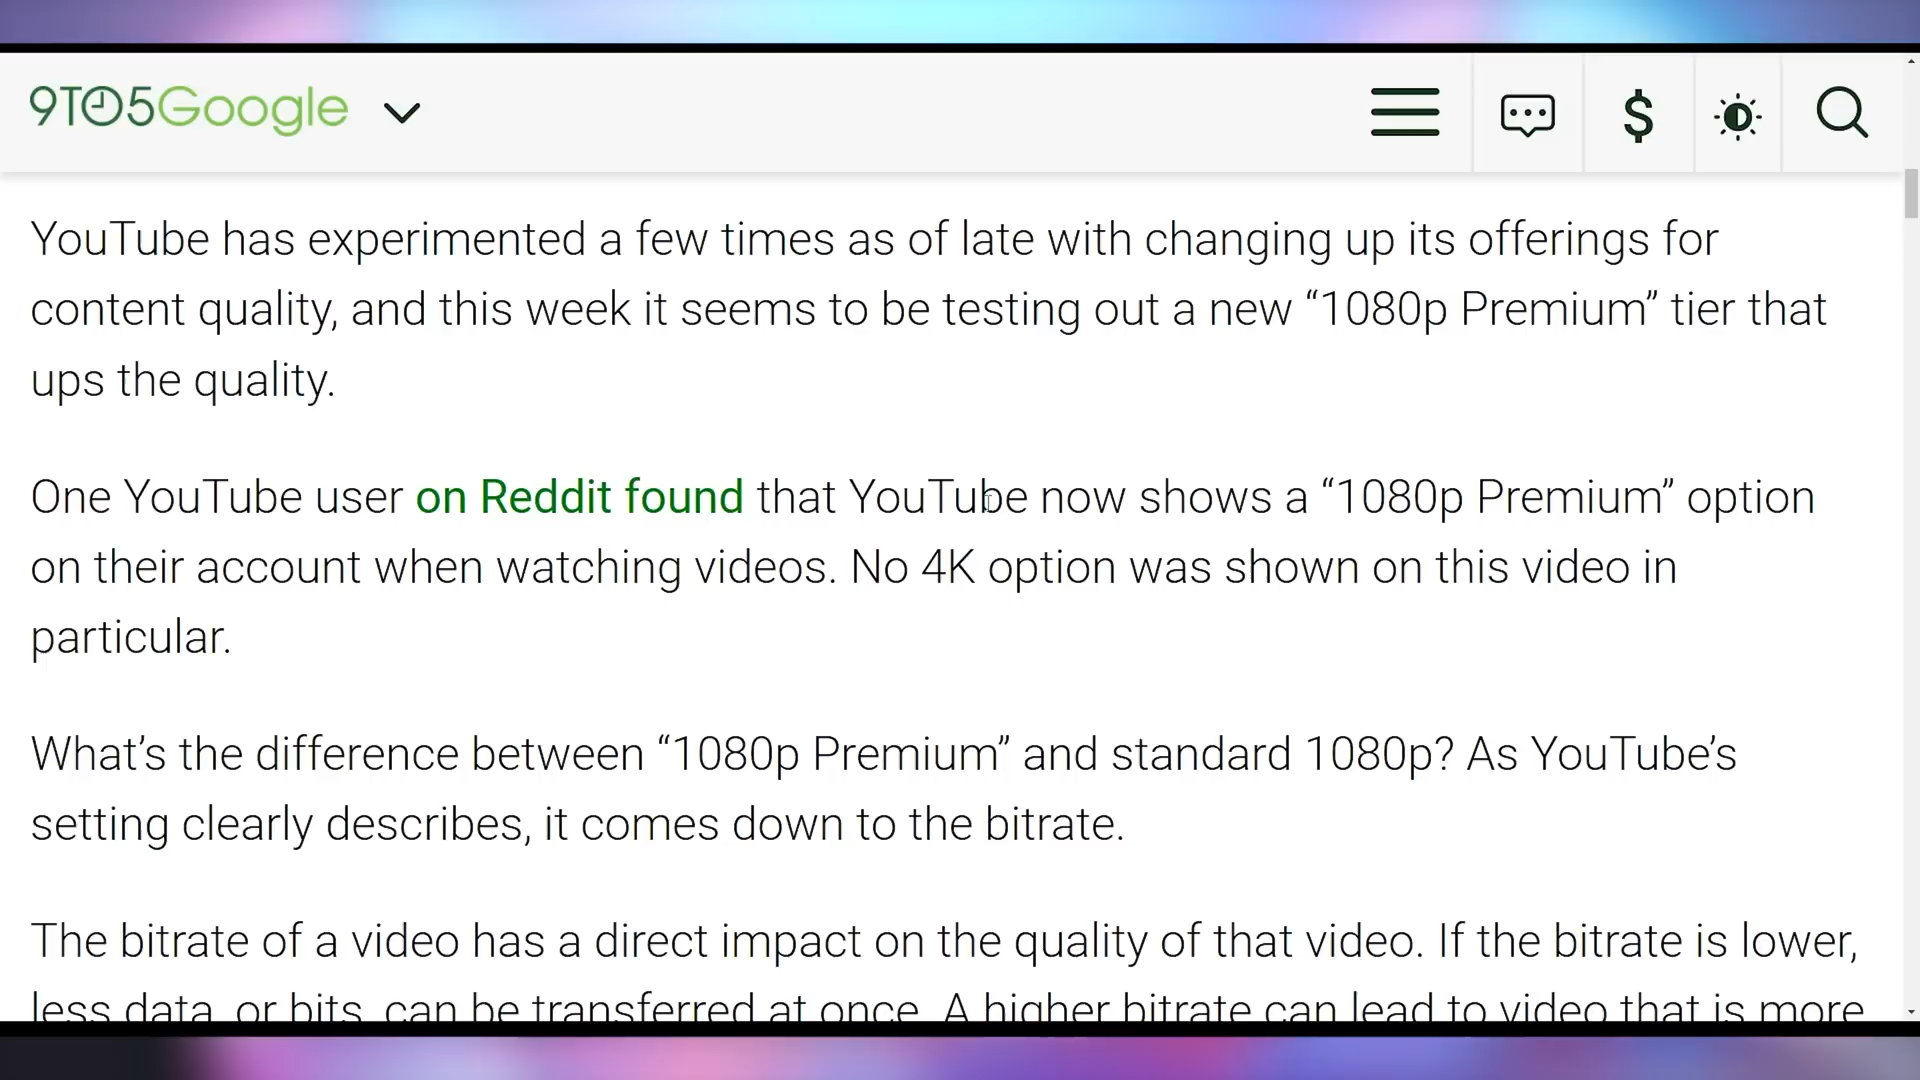 9TO5Google
YouTube has experimented a few times as of late with changing up its offerings for
content quality, and this week it seems to be testing out a new “1080p Premium” tier that
ups the quality.
One YouTube user on Reddit found that YouTube now shows a “1080p Premium” option
on their account when watching videos. No 4K option was shown on this video in
particular.
What’s the difference between “1080p Premium” and standard 1080p? As YouTube’s
setting clearly describes, it comes down to the bitrate.
The bitrate of a video has a direct impact on the quality of that video. If the bitrate is lower,
less data, or bits, can be transferred at once. A higher bitrate can lead to video that is more